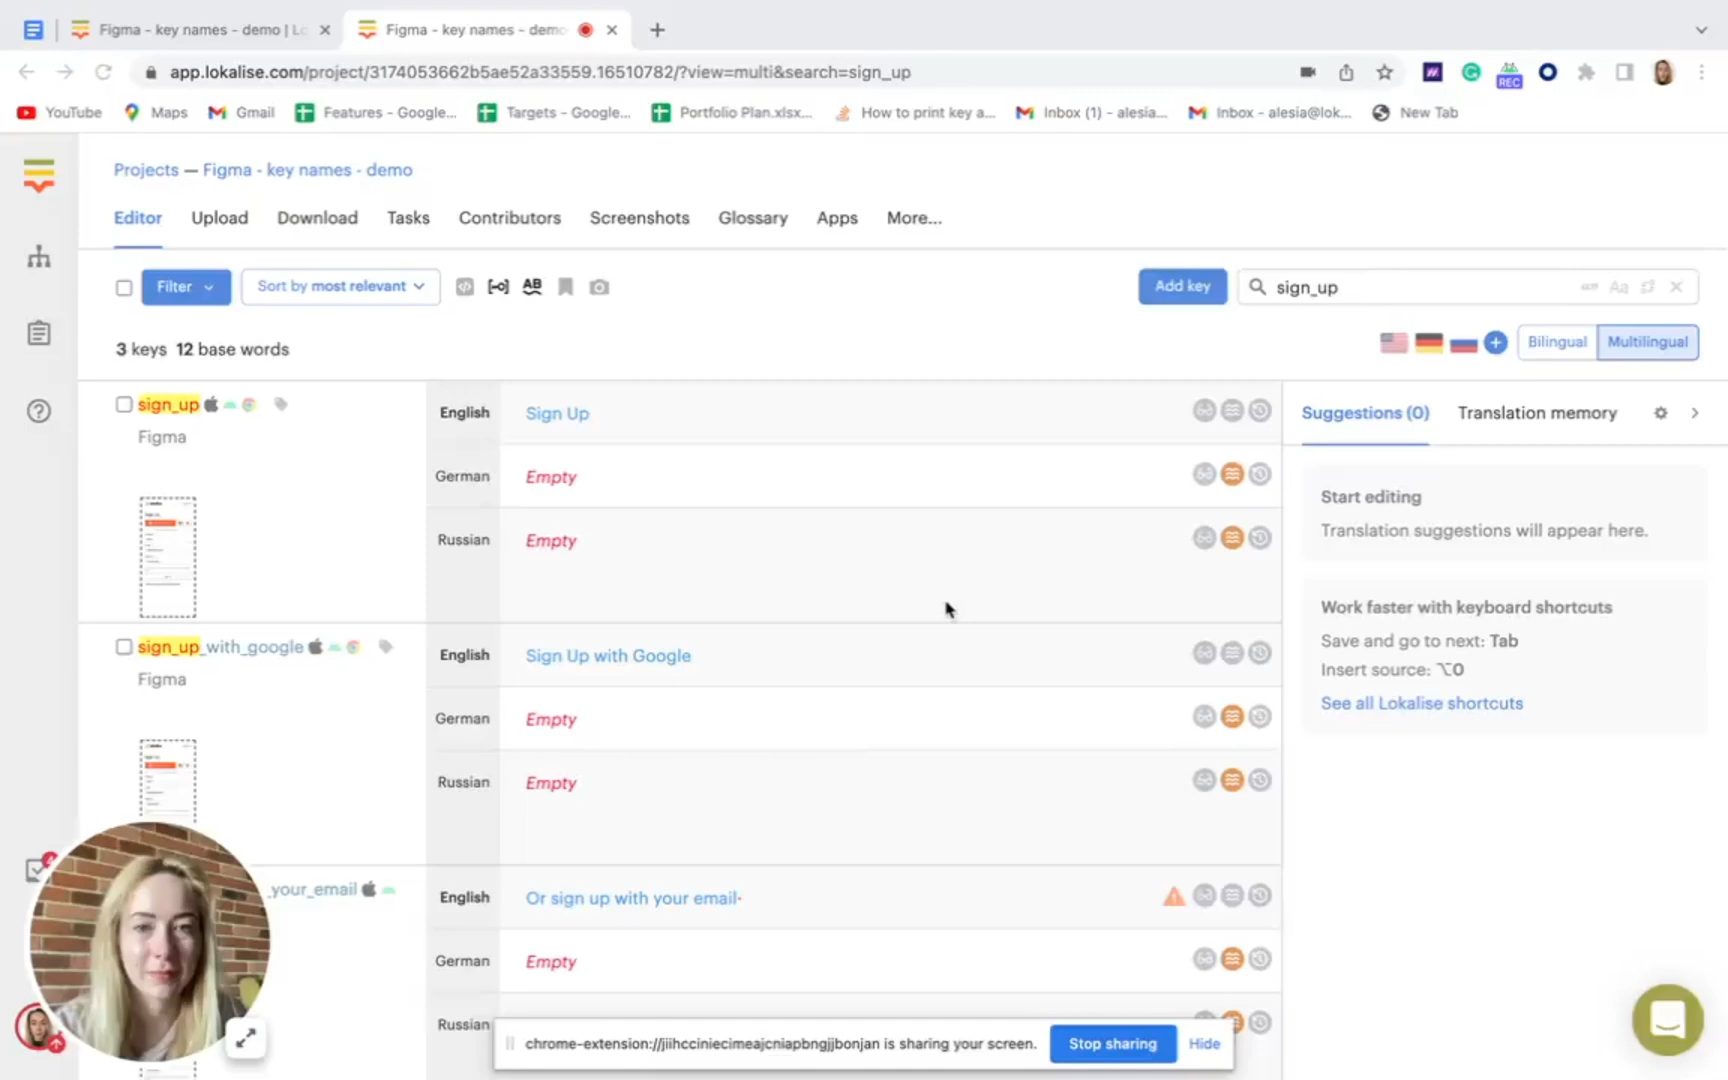 Figma - key names - demo | Lo
Figma - key names - demo
app.lokalise.com/project/3174053662b5ae52a33559.16510782/?view=multi&search=sign_up
REC
YouTube
Maps
Gmail
Features - Google...
Targets - Google...
Portfolio Plan.xlsx...
How to print key a...
Inbox (1) - alesia...
Inbox - alesia@lok...
New Tab
Projects — Figma - key names - demo
Editor
Upload
Download
Tasks
Contributors
Screenshots
Glossary
Apps
More...
Filter
Sort by most relevant
Add key
sign_up
Aa
3 keys 12 base words
Bilingual
Multilingual
sign_up
Figma
English
Sign Up
German
Empty
Russian
Empty
Suggestions (0)
Translation memory
Start editing
Translation suggestions will appear here.
Work faster with keyboard shortcuts
Save and go to next: Tab
Insert source: ⌥0
See all Lokalise shortcuts
sign_up_with_google
Figma
English
Sign Up with Google
German
Empty
Russian
Empty
_your_email
English
Or sign up with your email·
German
Empty
Russian
chrome-extension://jiihcciniecimeajcniapbngjjbonjan is sharing your screen.
Stop sharing
Hide